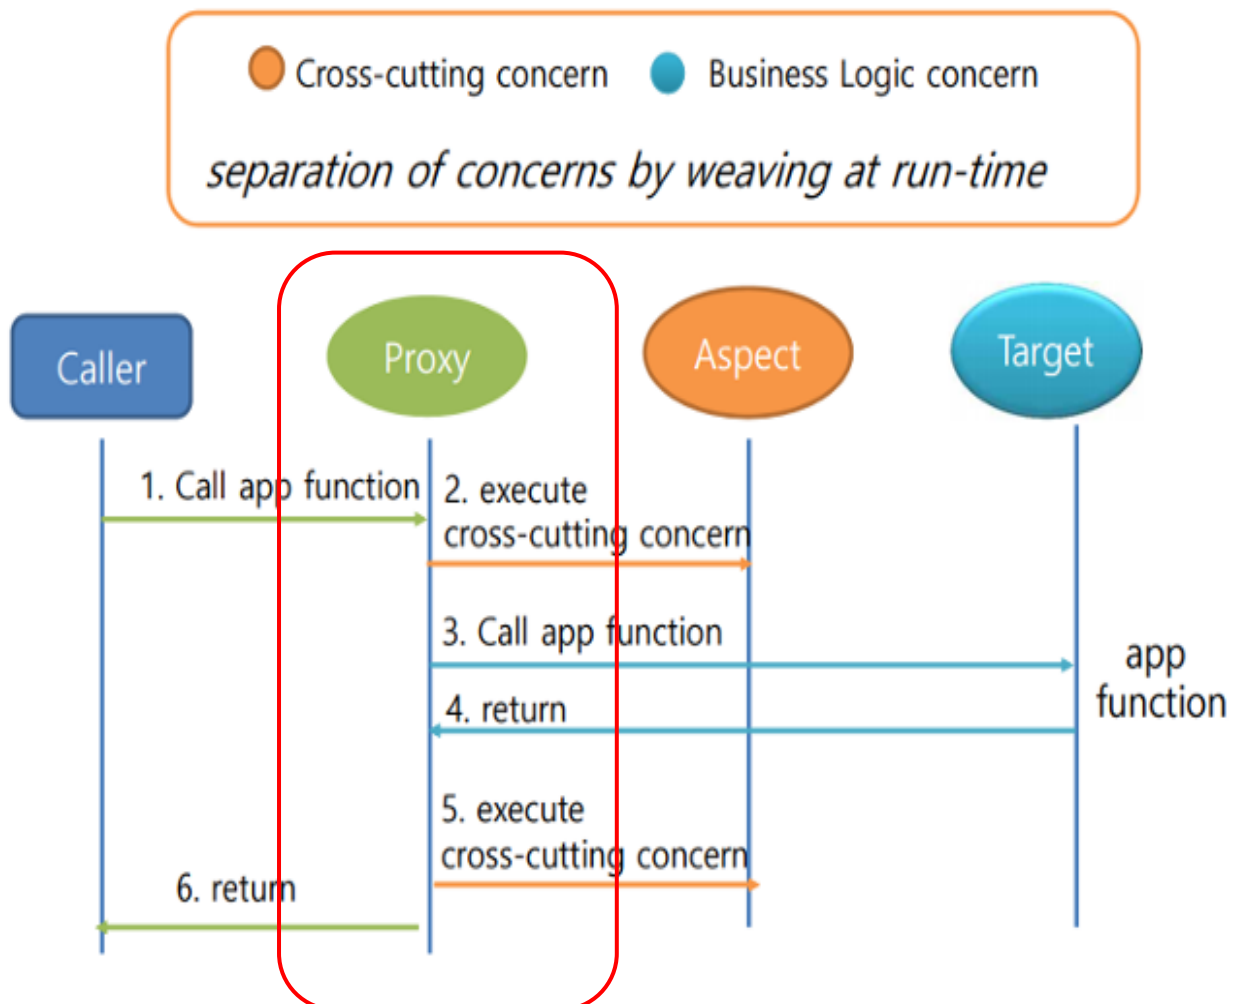 Cross-cutting concern
Business Logic concern
separation of concerns by weaving at run-time
Caller
Proxy
Aspect
Target
1. Call app function
2. execute
cross-cutting concern
3. Call app function
app
function
4. return
5. execute
cross-cutting concern
6. return